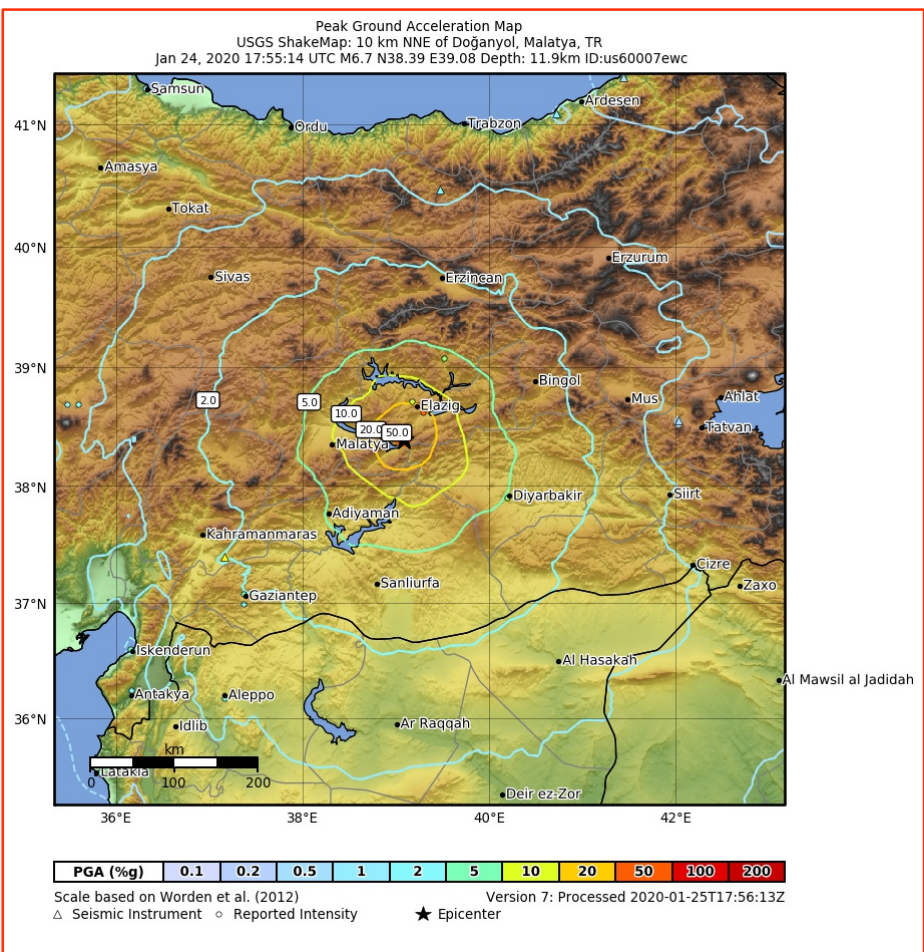 Peak Ground Acceleration Map
USGS ShakeMap: 10 km NNE of Doğanyol, Malatya, TR
Jan 24, 2020 17:55:14 UTC M6.7 N38.39 E39.08 Depth: 11.9km ID:us60007ewc
Samsun
Ardesen
41°N
Ordu
Trabzon
Amasya
Tokat
40°N
Erzurum
Sivas
Erzincan
39°N
Bingol
2.0
5.0
Mus
Ahlat
10.0
Elazig
20.0
50.0
Tatvan
Malatya
38°N
Diyarbakir
Siirt
Adiyaman
Kahramanmaras
Cizre
Sanliurfa
Zaxo
37°N
Gaziantep
Iskenderun
Al Hasakah
Al Mawsil al Jadidah
Antakya
Aleppo
36°N
Idlib
Ar Raqqah
km
Latakia
0 100 200
Deir ez-Zor
36°E 38°E 40°E 42°E
PGA (%g) 0.1 0.2 0.5 1 2 5 10 20 50 100 200
Scale based on Worden et al. (2012) Version 7: Processed 2020-01-25T17:56:13Z
Seismic Instrument Reported Intensity Epicenter